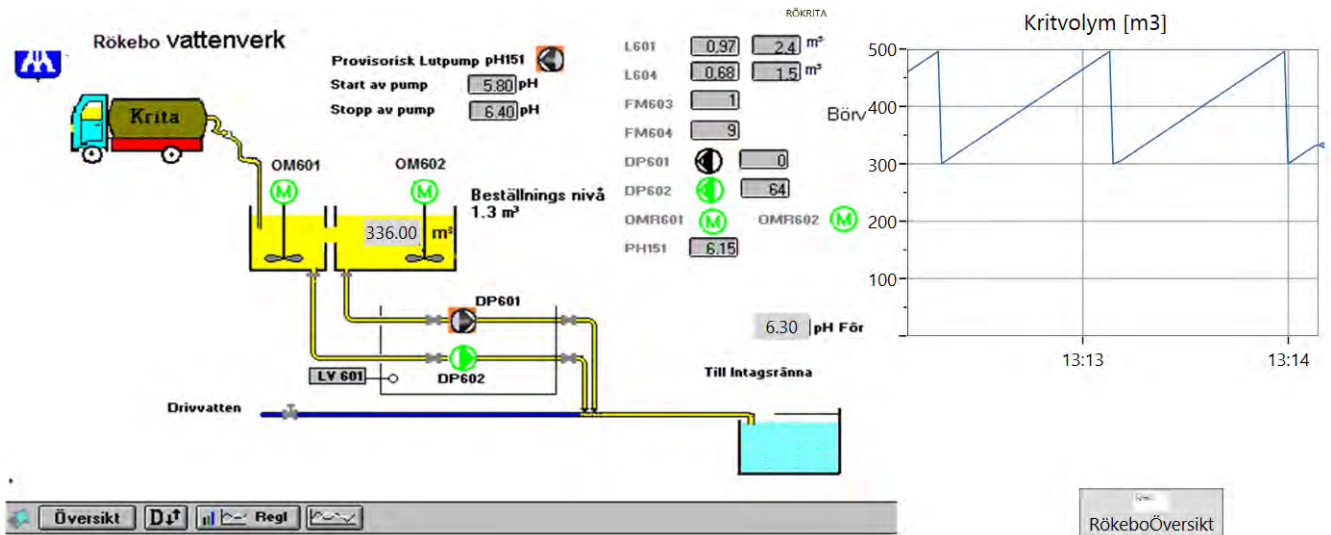 RÖKRITA
Rökebo vattenverk
Provisorisk Lutpump pH151
Start av pump 5.80 pH
Stopp av pump 6.40 pH
Krita
OM601
OM602
Beställnings nivå
1.3 m³
336.00 m³
DP601
DP602
LV 601
Drivvatten
Till Intagsränna
6.30 pH För
L601 0,97 2.4 m³
L604 0,68 1.5 m³
FM603 1
FM604 9
DP601 0
DP602 64
OMR601 M OMR602 M
PH151 6.15
M
M
Börv
Kritvolym [m3]
500
400
300
200
100
13:13
13:14
Översikt
D
Regl
RökeboÖversikt